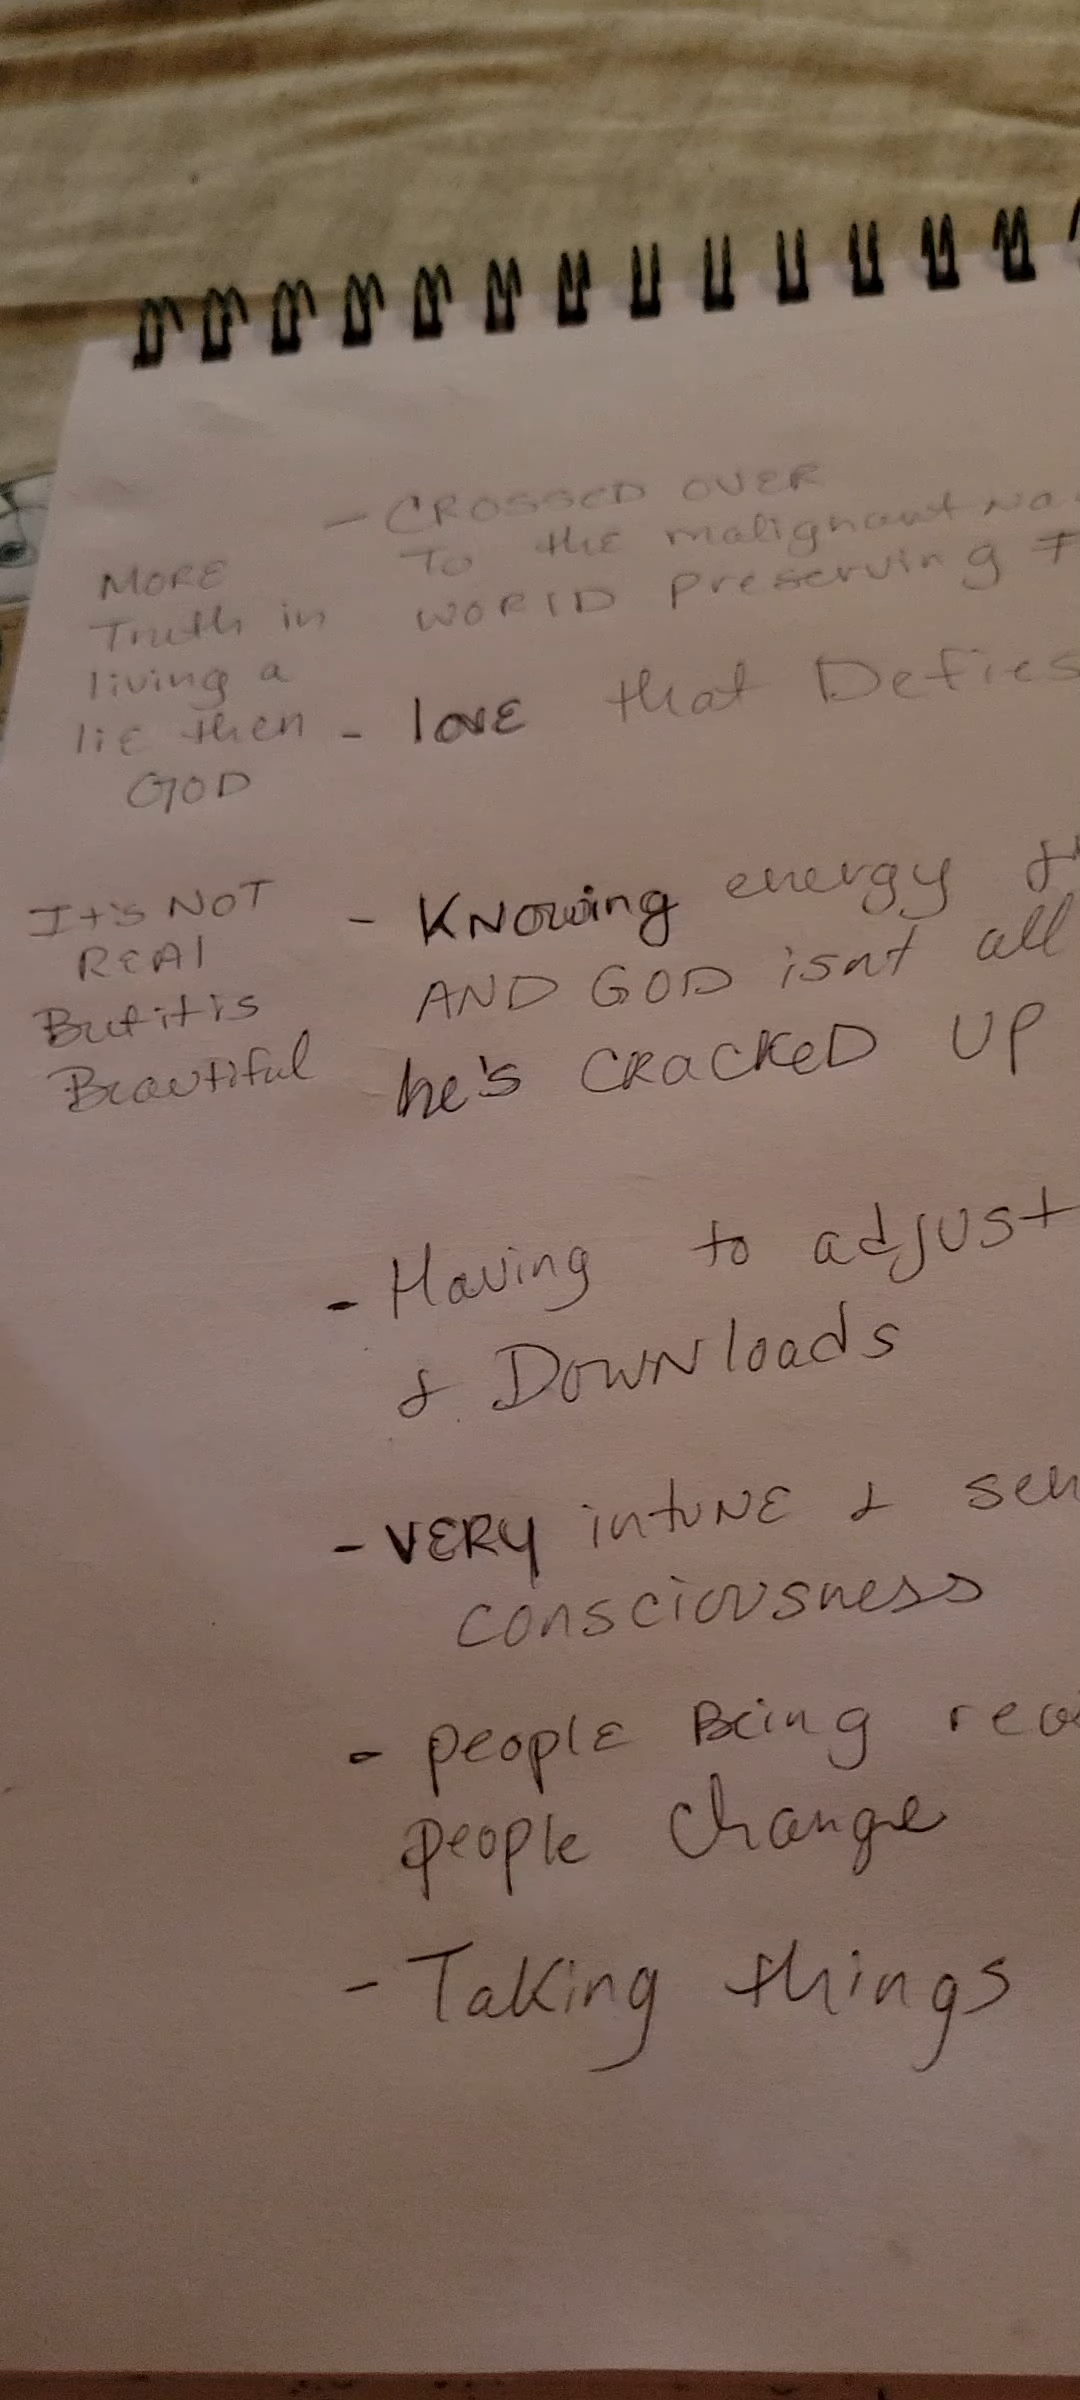 - CROSSED OVER
To the malignant
WORID preserving
- love that Defies
- Knowing energy &
AND GOD isnt all
he's CRacKeD UP
- Having to adjust
& DOWNloads
- VERY intuNE &
consciousness
- people Being
people change
- Taking things
MORE
Truth in
living a
liE then
GOD
It's NOT
REAl
But it is
Beautiful